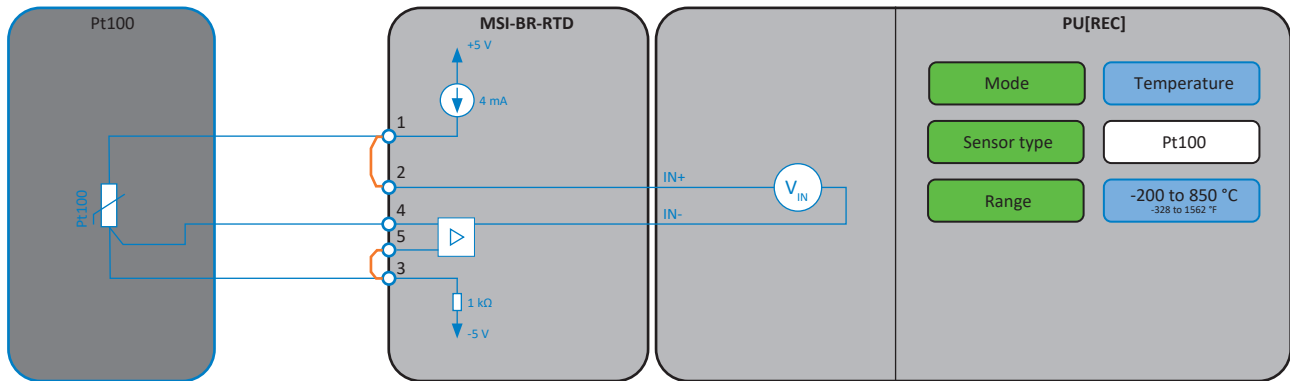 Pt100
MSI-BR-RTD
PU[REC]
+5 V
4 mA
1
2
4
5
3
1 kΩ
-5 V
Pt100
IN+
IN-
VIN
Mode
Temperature
Sensor type
Pt100
Range
-200 to 850 °C
-328 to 1562 °F